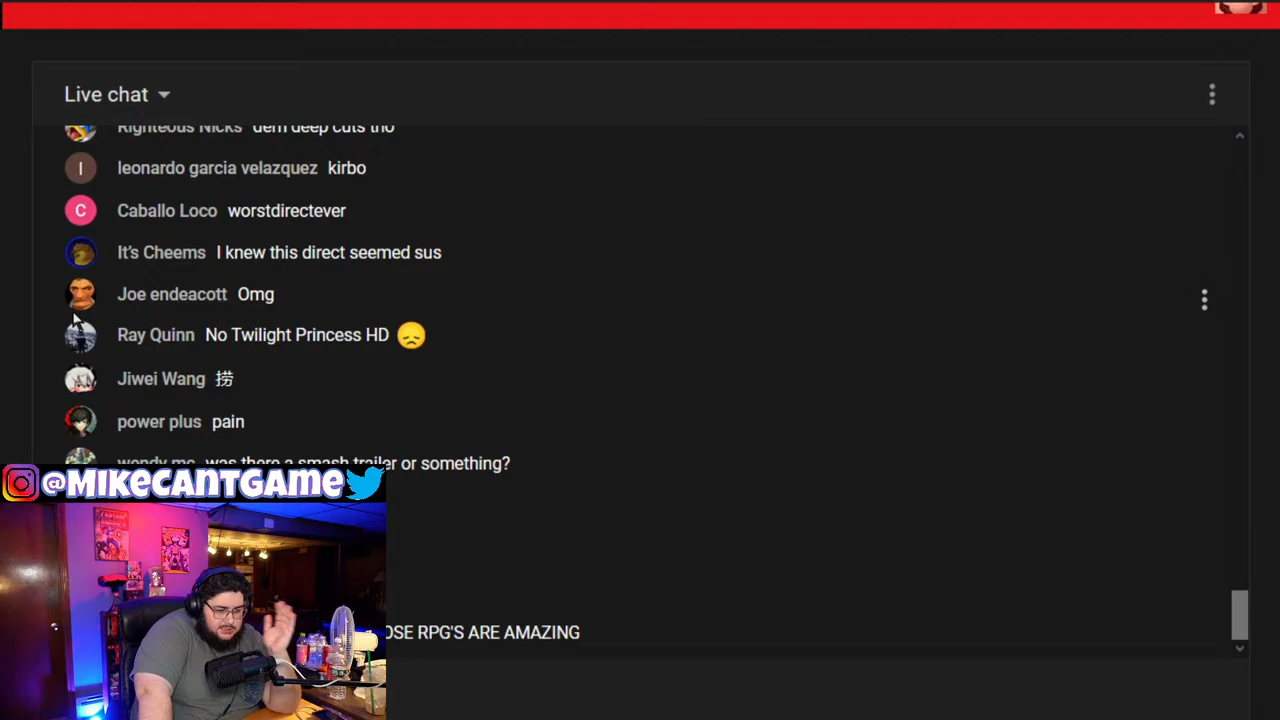 Live chat
Righteous Nicks dem deep cuts tho
leonardo garcia velazquez kirbo
Caballo Loco worstdirectever
It's Cheems I knew this direct seemed sus
Joe endeacott Omg
Ray Quinn No Twilight Princess HD 😞
Jiwei Wang 捞
power plus pain
wendy mc was there a smash trailer or something?
@MIKECANTGAME
RPG'S ARE AMAZING